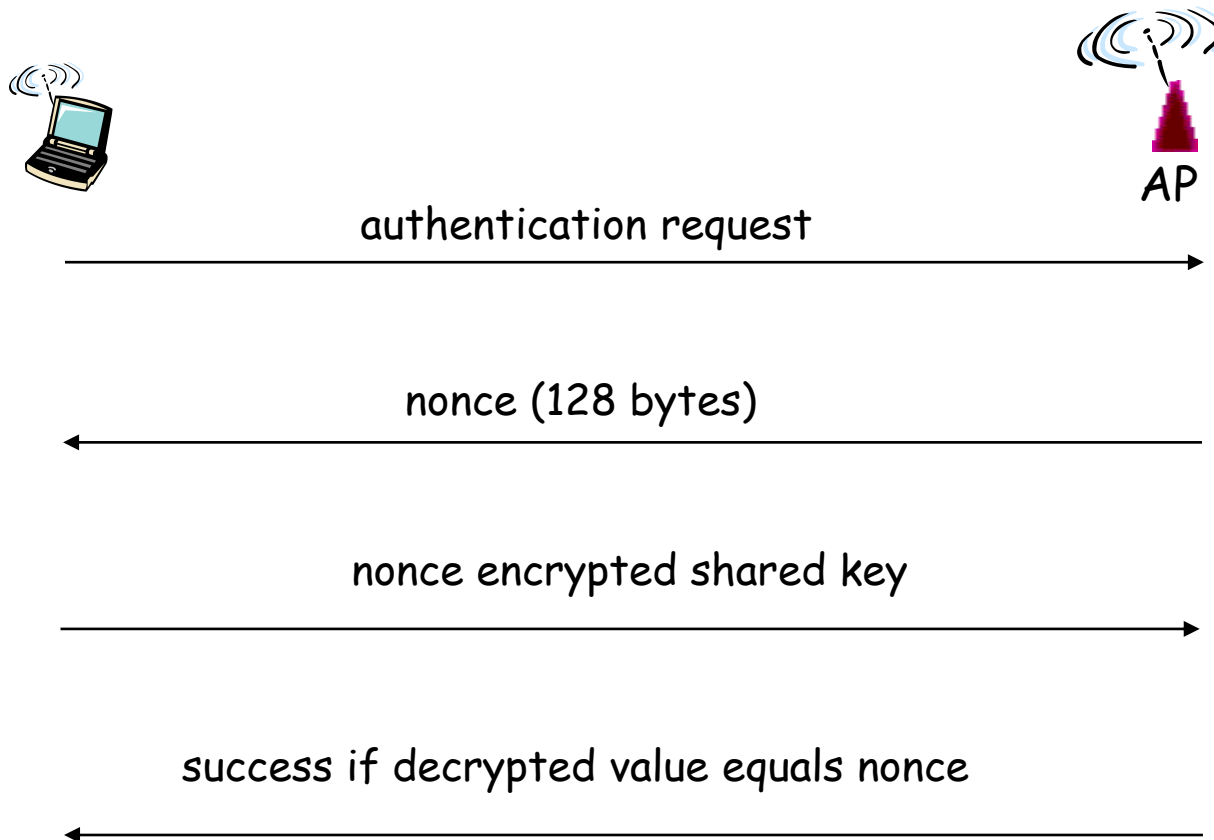 AP
authentication request
nonce (128 bytes)
nonce encrypted shared key
success if decrypted value equals nonce